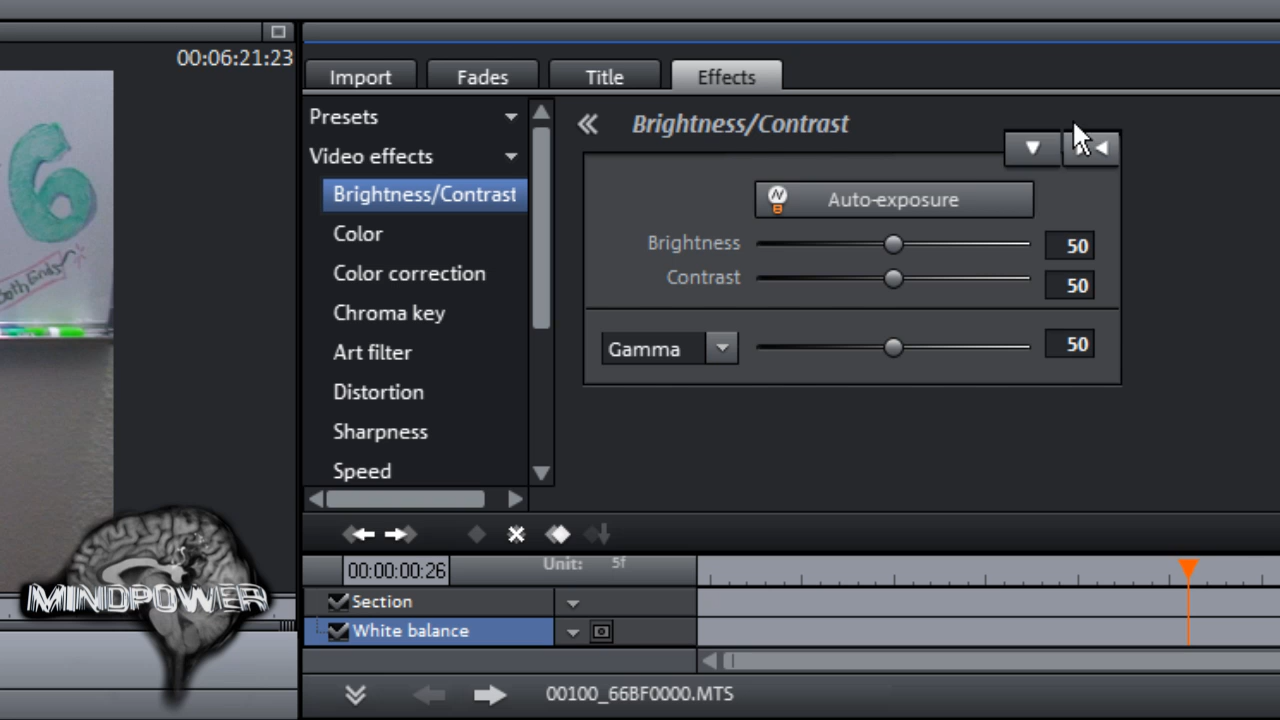 00:06:21:23
6
Both Ends
MINDPOWER
Import Fades Title Effects
Presets
Video effects
Brightness/Contrast
Color
Color correction
Chroma key
Art filter
Distortion
Sharpness
Speed
Brightness/Contrast
Auto-exposure
Brightness 50
Contrast 50
Gamma 50
00:00:00:26 Unit: 5f
Section
White balance
00100_66BF0000.MTS